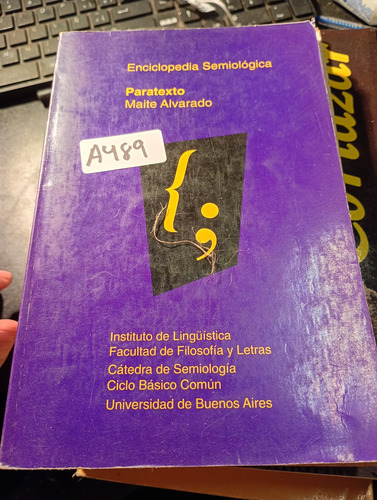 Enciclopedia Semiológica
Paratexto
Maite Alvarado
A489
{;
Instituto de Lingüística
Facultad de Filosofía y Letras
Cátedra de Semiología
Ciclo Básico Común
Universidad de Buenos Aires
Cortázar